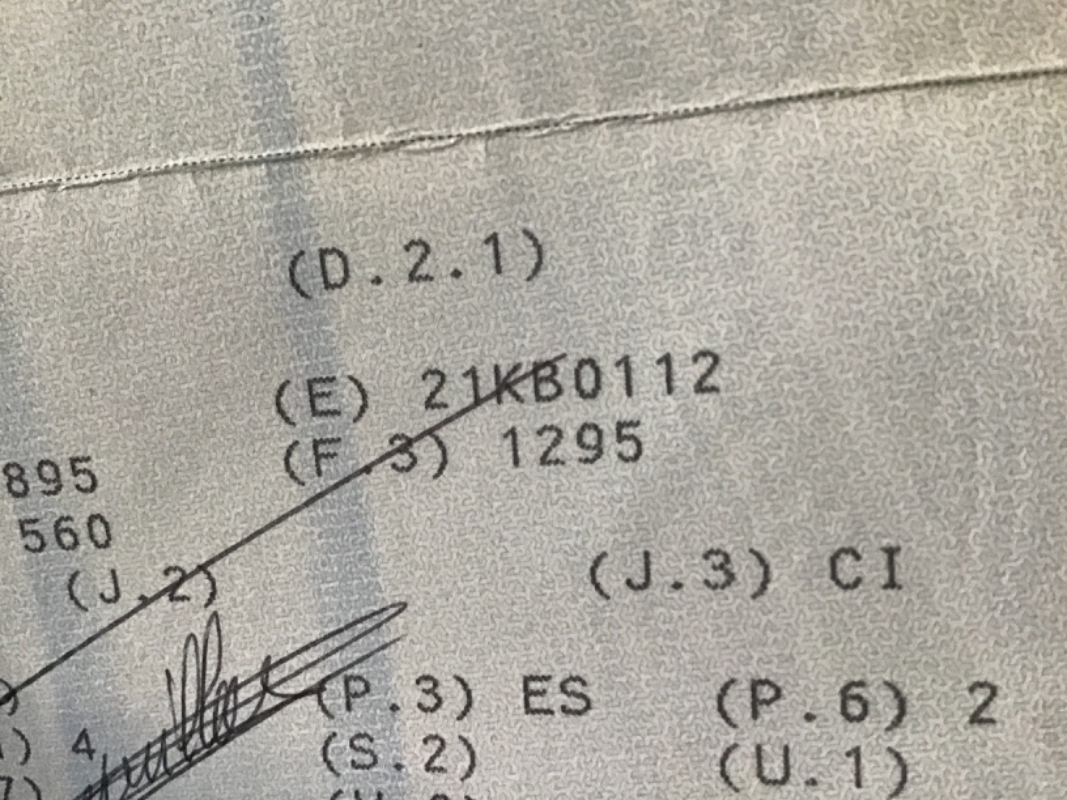 (D.2.1)
(E) 21KB0112
(F.3) 1295
895
560
(J.2)
(J.3) CI
(P.3) ES
(P.6) 2
) 4
(S.2)
(U.1)